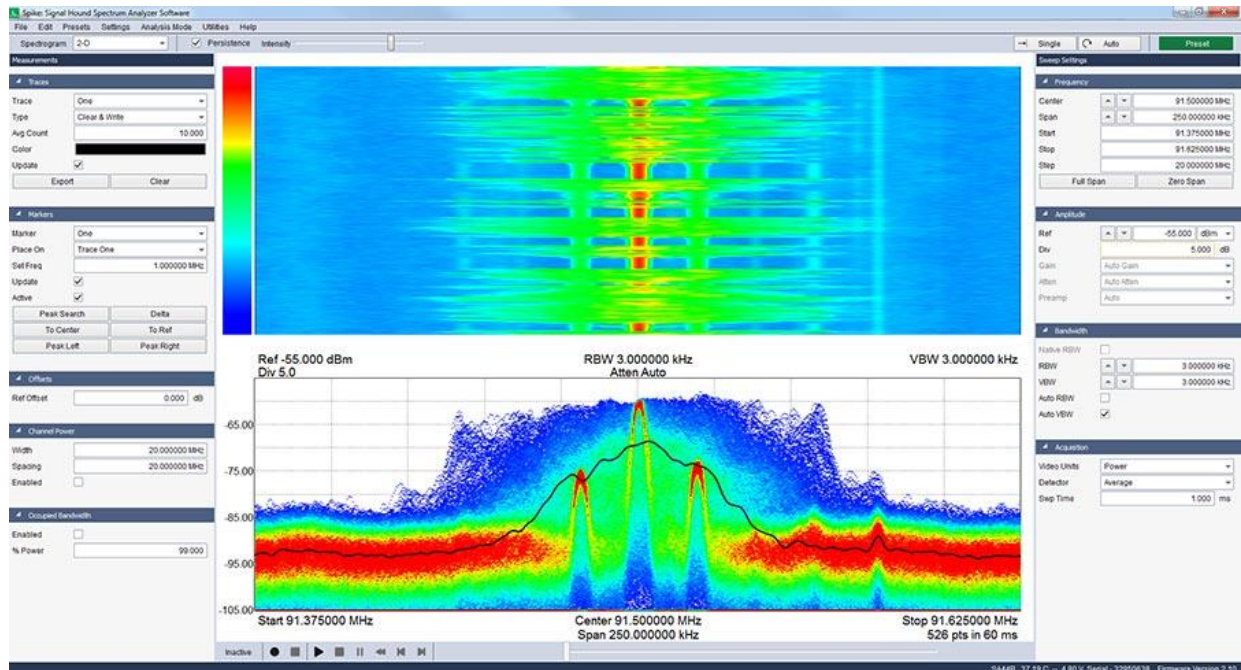 Spike: Signal Hound Spectrum Analyzer Software
File Edit Presets Settings Analysis Mode Utilities Help
Spectrogram 2-D Persistence Intensity Single Auto Preset
Measurements
Traces
Trace One
Type Clear & Write
Avg Count 10.000
Color
Update
Export Clear
Markers
Marker One
Place On Trace One
Set Freq 1.000000 MHz
Update
Active
Peak Search Delta
To Center To Ref
Peak Left Peak Right
Offsets
Ref Offset 0.000 dB
Channel Power
Width 20.000000 MHz
Spacing 20.000000 MHz
Enabled
Occupied Bandwidth
Enabled
% Power 99.000
Ref -55.000 dBm RBW 3.000000 kHz VBW 3.000000 kHz
Div 5.0 Atten Auto
-65.00
-75.00
-85.00
-95.00
-105.00
Start 91.375000 MHz Center 91.500000 MHz Stop 91.625000 MHz
Span 250.000000 kHz 526 pts in 60 ms
Inactive
Sweep Settings
Frequency
Center 91.500000 MHz
Span 250.000000 kHz
Start 91.375000 MHz
Stop 91.625000 MHz
Step 20.000000 MHz
Full Span Zero Span
Amplitude
Ref -55.000 dBm
Div 5.000 dB
Gain Auto Gain
Atten Auto Atten
Preamp Auto
Bandwidth
Native RBW
RBW 3.000000 kHz
VBW 3.000000 kHz
Auto RBW
Auto VBW
Acquisition
Video Units Power
Detector Average
Swp Time 1.000 ms